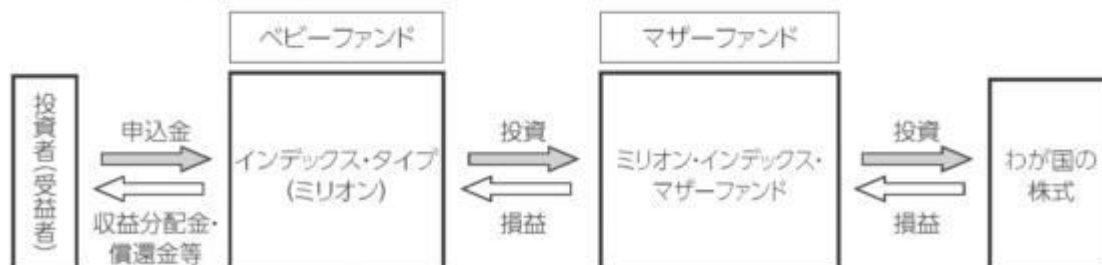 ベビーファンド
マザーファンド
投資者(受益者)
申込金
収益分配金・
償還金等
インデックス・タイプ
(ミリオン)
投資
損益
ミリオン・インデックス・
マザーファンド
投資
損益
わが国の
株式